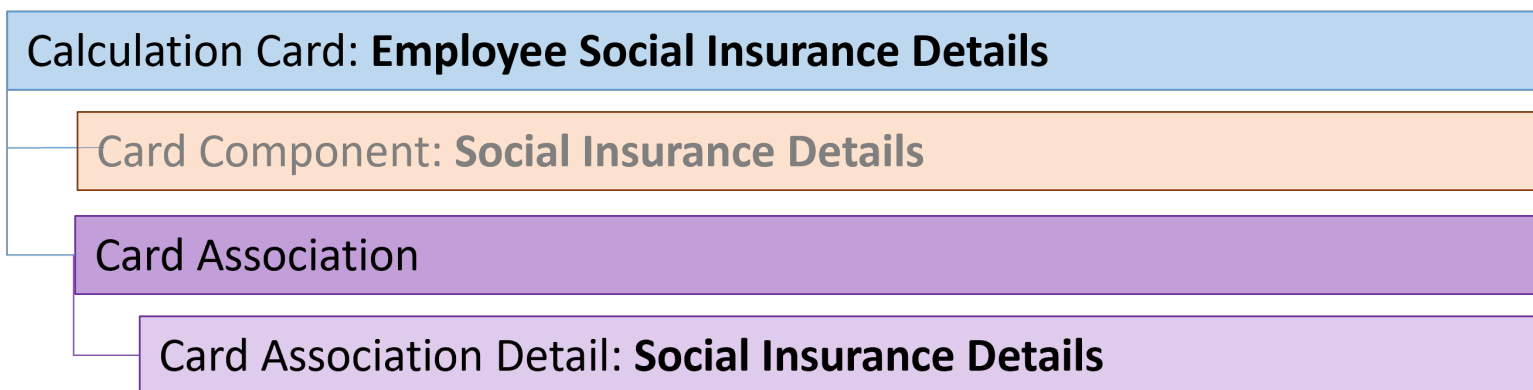 Calculation Card: Employee Social Insurance Details
Card Component: Social Insurance Details
Card Association
Card Association Detail: Social Insurance Details